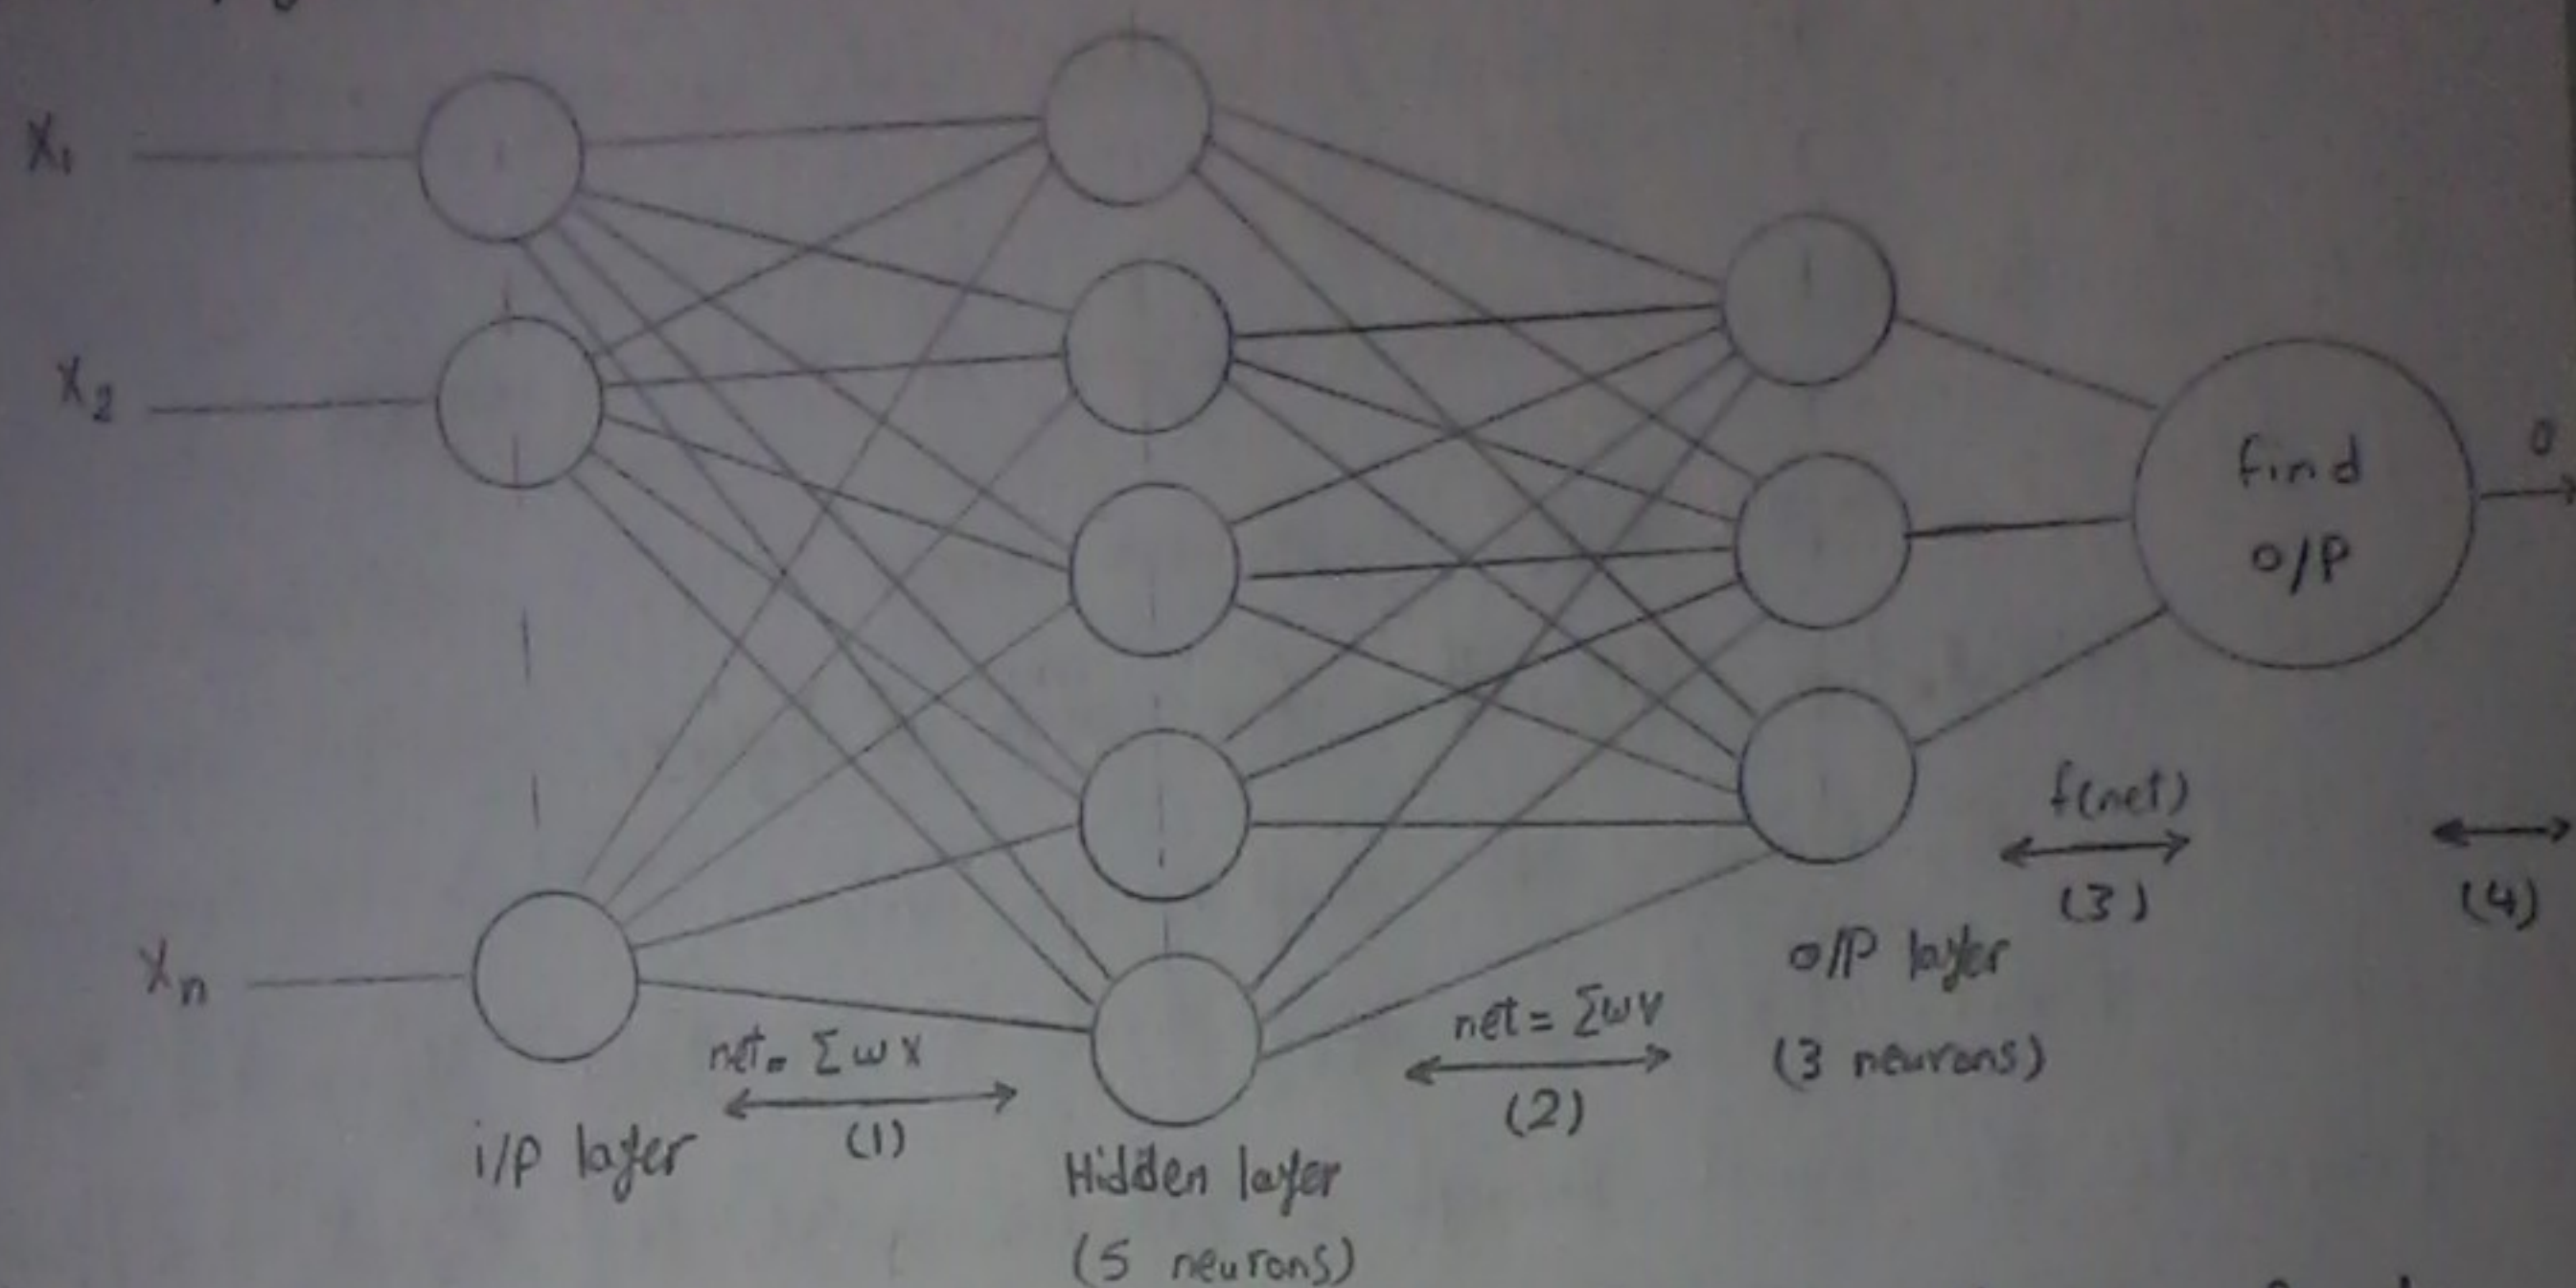 X1
X2
Xn
find
o/p
0
f(net)
(3)
(4)
o/p layer
(3 neurons)
net = Σwv
(2)
net = Σwx
(1)
i/p layer
Hidden layer
(5 neurons)